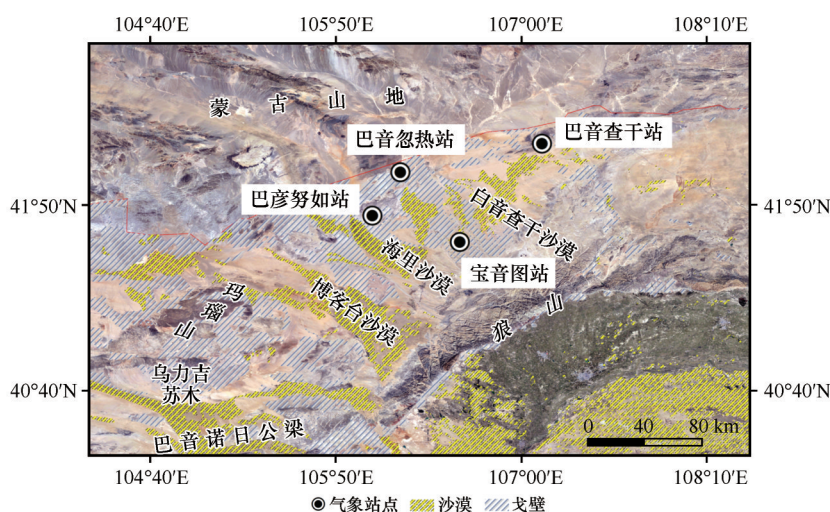 104°40′E 105°50′E 107°00′E 108°10′E
蒙古山地
巴音忽热站
巴音查干站
41°50′N
41°50′N
巴彦努如站
白音查干沙漠
海里沙漠
宝音图站
玛瑙山
博客台沙漠
狼山
40°40′N
40°40′N
乌力吉
苏木
巴音诺日公梁
0 40 80 km
104°40′E 105°50′E 107°00′E 108°10′E
气象站点 沙漠 戈壁